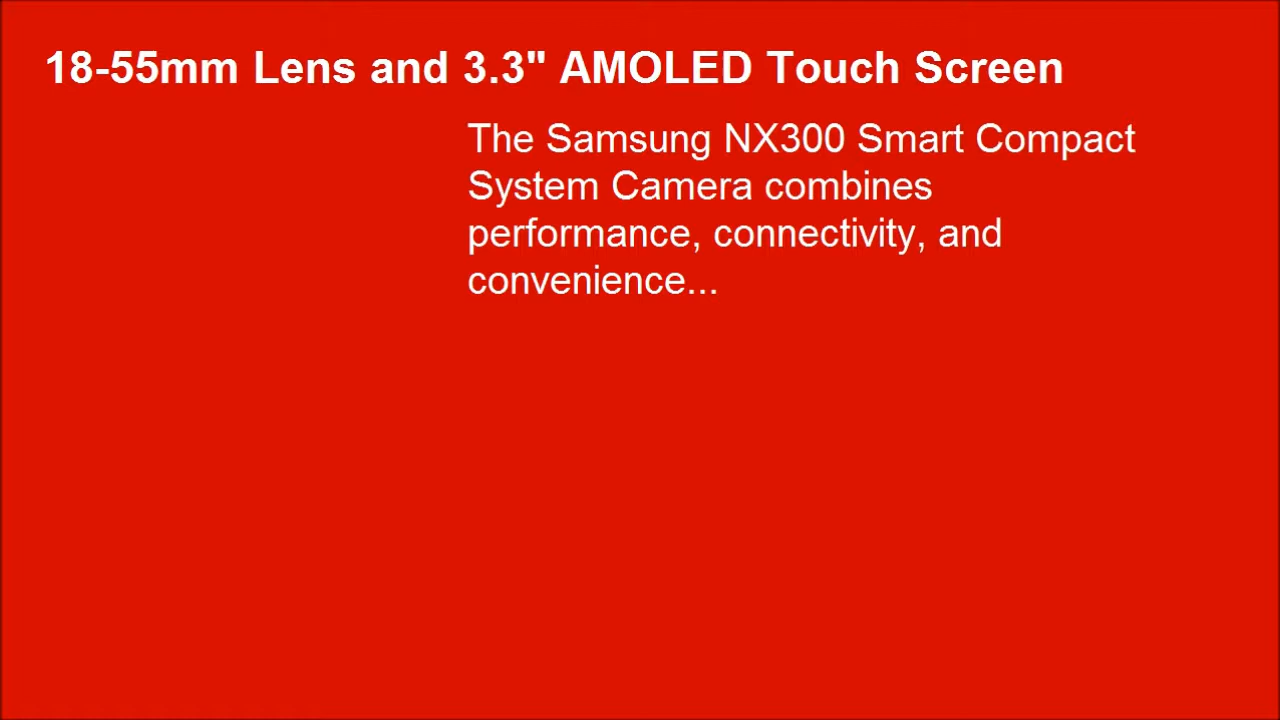 18-55mm Lens and 3.3" AMOLED Touch Screen
The Samsung NX300 Smart Compact
System Camera combines
performance, connectivity, and
convenience...